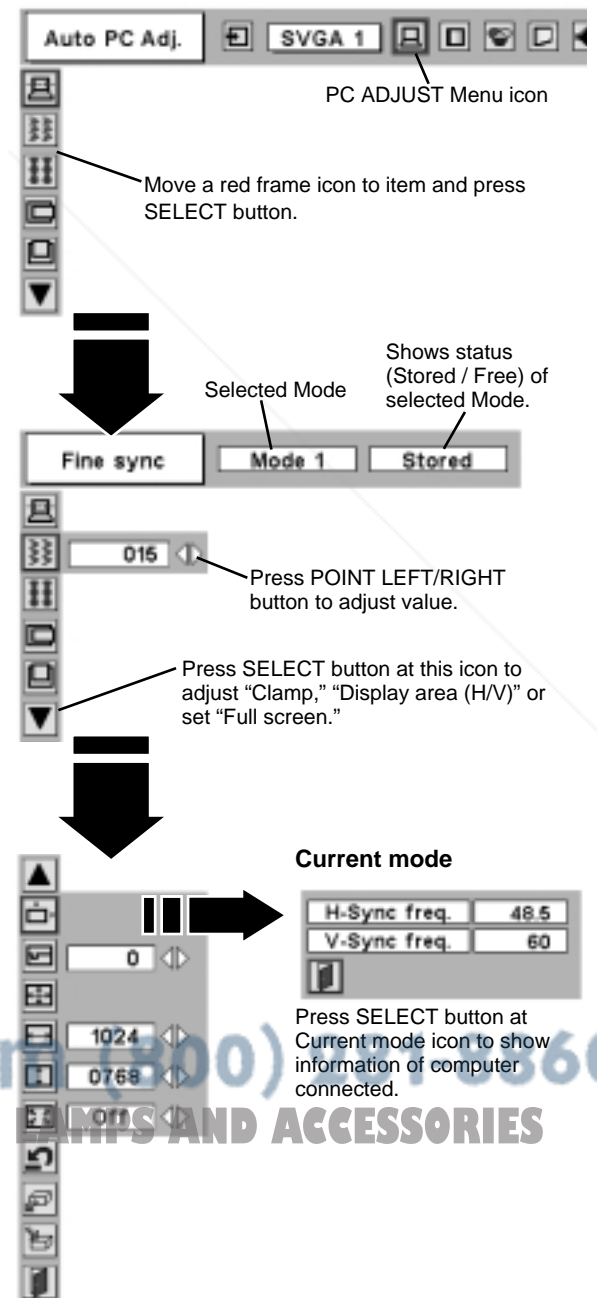 Auto PC Adj.
SVGA 1
PC ADJUST Menu icon
Move a red frame icon to item and press
SELECT button.
Shows status
(Stored / Free) of
selected Mode.
Selected Mode
Fine sync
Mode 1
Stored
015
Press POINT LEFT/RIGHT
button to adjust value.
Press SELECT button at this icon to
adjust “Clamp,” “Display area (H/V)” or
set “Full screen.”
Current mode
H-Sync freq. 48.5
V-Sync freq. 60
0
Press SELECT button at
Current mode icon to show
information of computer
connected.
1024
0768
Off
m (800) 281-8860
LAMPS AND ACCESSORIES